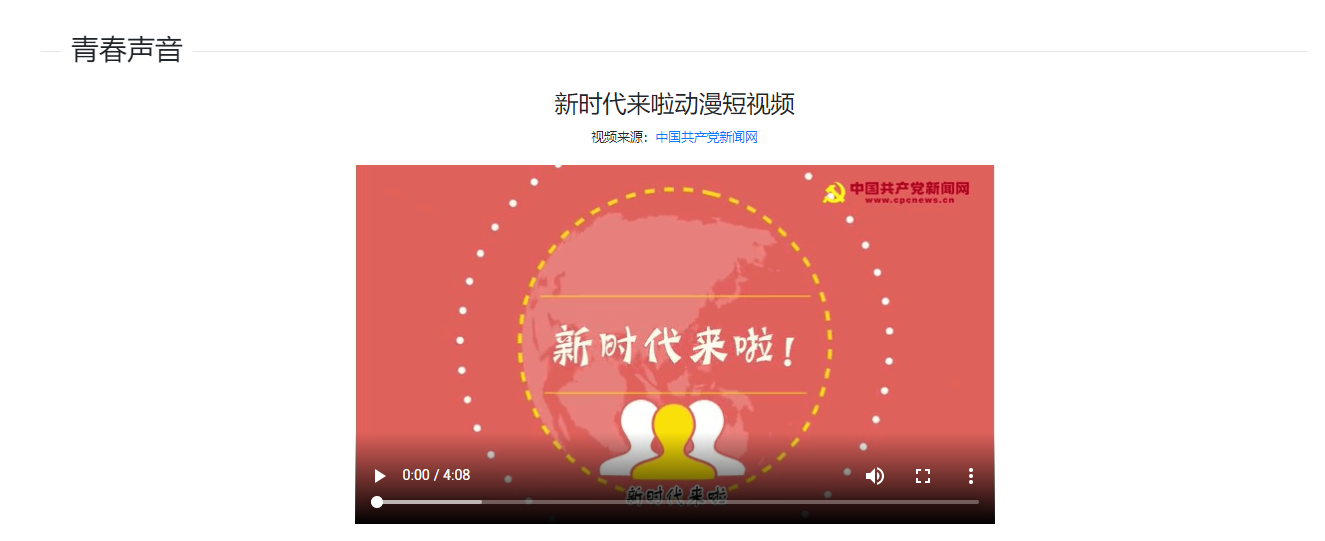 青春声音
新时代来啦动漫短视频
视频来源：中国共产党新闻网
中国共产党新闻网
www.cpcnews.cn
新时代来啦！
0:00 / 4:08
新时代来啦